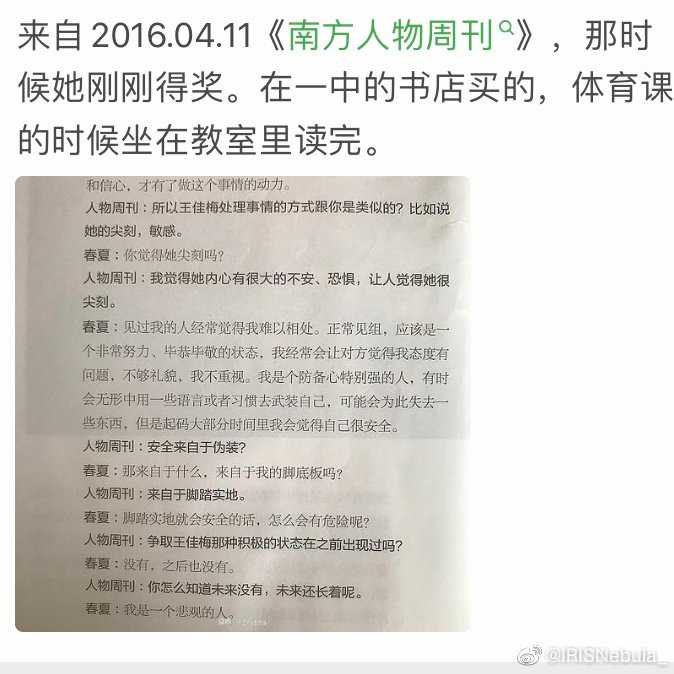 来自2016.04.11《南方人物周刊》，那时
候她刚刚得奖。在一中的书店买的，体育课
的时候坐在教室里读完。
和信心，才有了做这个事情的动力。
人物周刊：所以王佳梅处理事情的方式跟你是类似的？比如说
她的尖刻，敏感。
春夏：你觉得她尖刻吗？
人物周刊：我觉得她内心有很大的不安、恐惧，让人觉得她很
尖刻。
春夏：见过我的人经常觉得我难以相处。正常见组，应该是一
个非常努力、毕恭毕敬的状态，我经常会让对方觉得我态度有
问题，不够礼貌，我不重视。我是个防备心特别强的人，有时
会无形中用一些语言或者习惯去武装自己，可能会为此失去一
些东西，但是起码大部分时间里我会觉得自己很安全。
人物周刊：安全来自于伪装？
春夏：那来自于什么，来自于我的脚底板吗？
人物周刊：来自于脚踏实地。
春夏：脚踏实地就会安全的话，怎么会有危险呢？
人物周刊：争取王佳梅那种积极的状态在之前出现过吗？
春夏：没有，之后也没有。
人物周刊：你怎么知道未来没有，未来还长着呢。
春夏：我是一个悲观的人。
@IRISNebula_